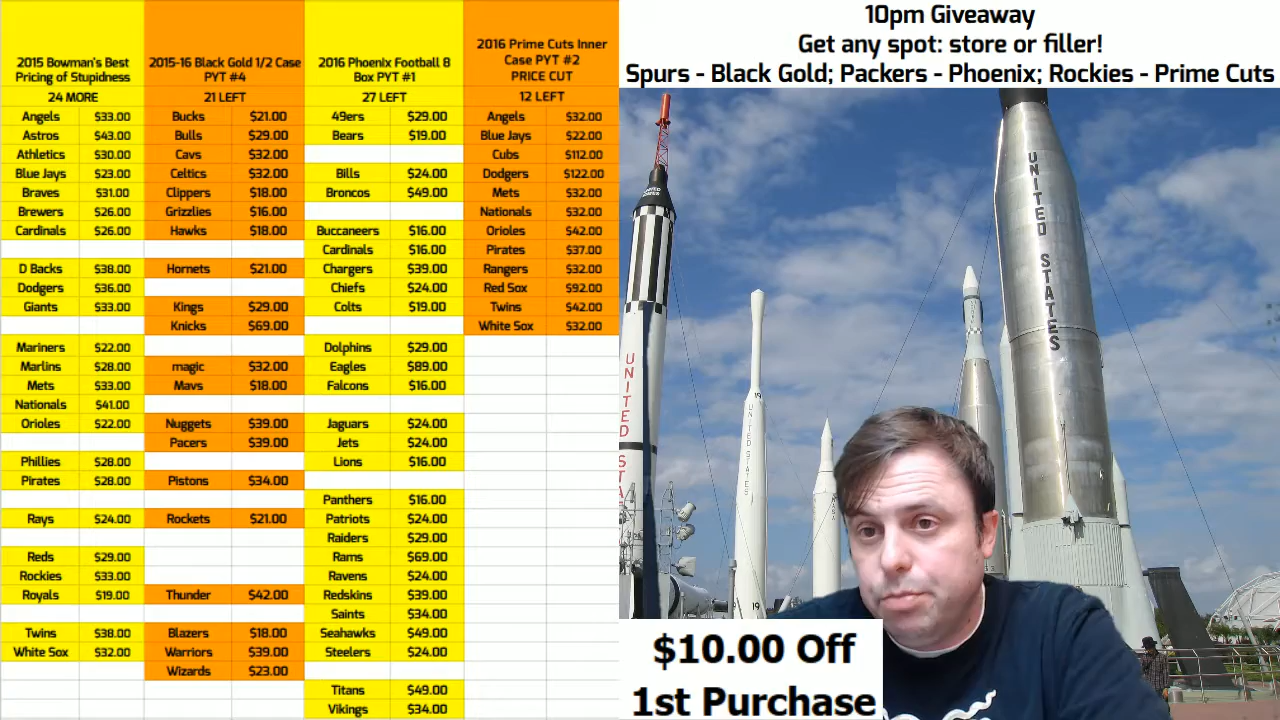 10pm Giveaway
Get any spot: store or filler!
Spurs - Black Gold; Packers - Phoenix; Rockies - Prime Cuts
2015 Bowman's Best
Pricing of Stupidness
24 MORE
Angels $33.00
Astros $43.00
Athletics $30.00
Blue Jays $23.00
Braves $31.00
Brewers $26.00
Cardinals $26.00
D Backs $38.00
Dodgers $36.00
Giants $33.00
Mariners $22.00
Marlins $28.00
Mets $33.00
Nationals $41.00
Orioles $22.00
Phillies $28.00
Pirates $28.00
Rays $24.00
Reds $29.00
Rockies $33.00
Royals $19.00
Twins $38.00
White Sox $32.00
2015-16 Black Gold 1/2 Case
PYT #4
21 LEFT
Bucks $21.00
Bulls $29.00
Cavs $32.00
Celtics $32.00
Clippers $18.00
Grizzlies $16.00
Hawks $18.00
Hornets $21.00
Kings $29.00
Knicks $69.00
magic $32.00
Mavs $18.00
Nuggets $39.00
Pacers $39.00
Pistons $34.00
Rockets $21.00
Thunder $42.00
Blazers $18.00
Warriors $39.00
Wizards $23.00
2016 Phoenix Football 8
Box PYT #1
27 LEFT
49ers $29.00
Bears $19.00
Bills $24.00
Broncos $49.00
Buccaneers $16.00
Cardinals $16.00
Chargers $39.00
Chiefs $24.00
Colts $19.00
Dolphins $29.00
Eagles $89.00
Falcons $16.00
Jaguars $24.00
Jets $24.00
Lions $16.00
Panthers $16.00
Patriots $24.00
Raiders $29.00
Rams $69.00
Ravens $24.00
Redskins $39.00
Saints $34.00
Seahawks $49.00
Steelers $24.00
Titans $49.00
Vikings $34.00
2016 Prime Cuts Inner
Case PYT #2
PRICE CUT
12 LEFT
Angels $32.00
Blue Jays $22.00
Cubs $112.00
Dodgers $122.00
Mets $32.00
Nationals $32.00
Orioles $42.00
Pirates $37.00
Rangers $32.00
Red Sox $92.00
Twins $42.00
White Sox $32.00
UNITED STATES
UNITED STATES
UNITED STA
19
19
19
$10.00 Off
1st Purchase